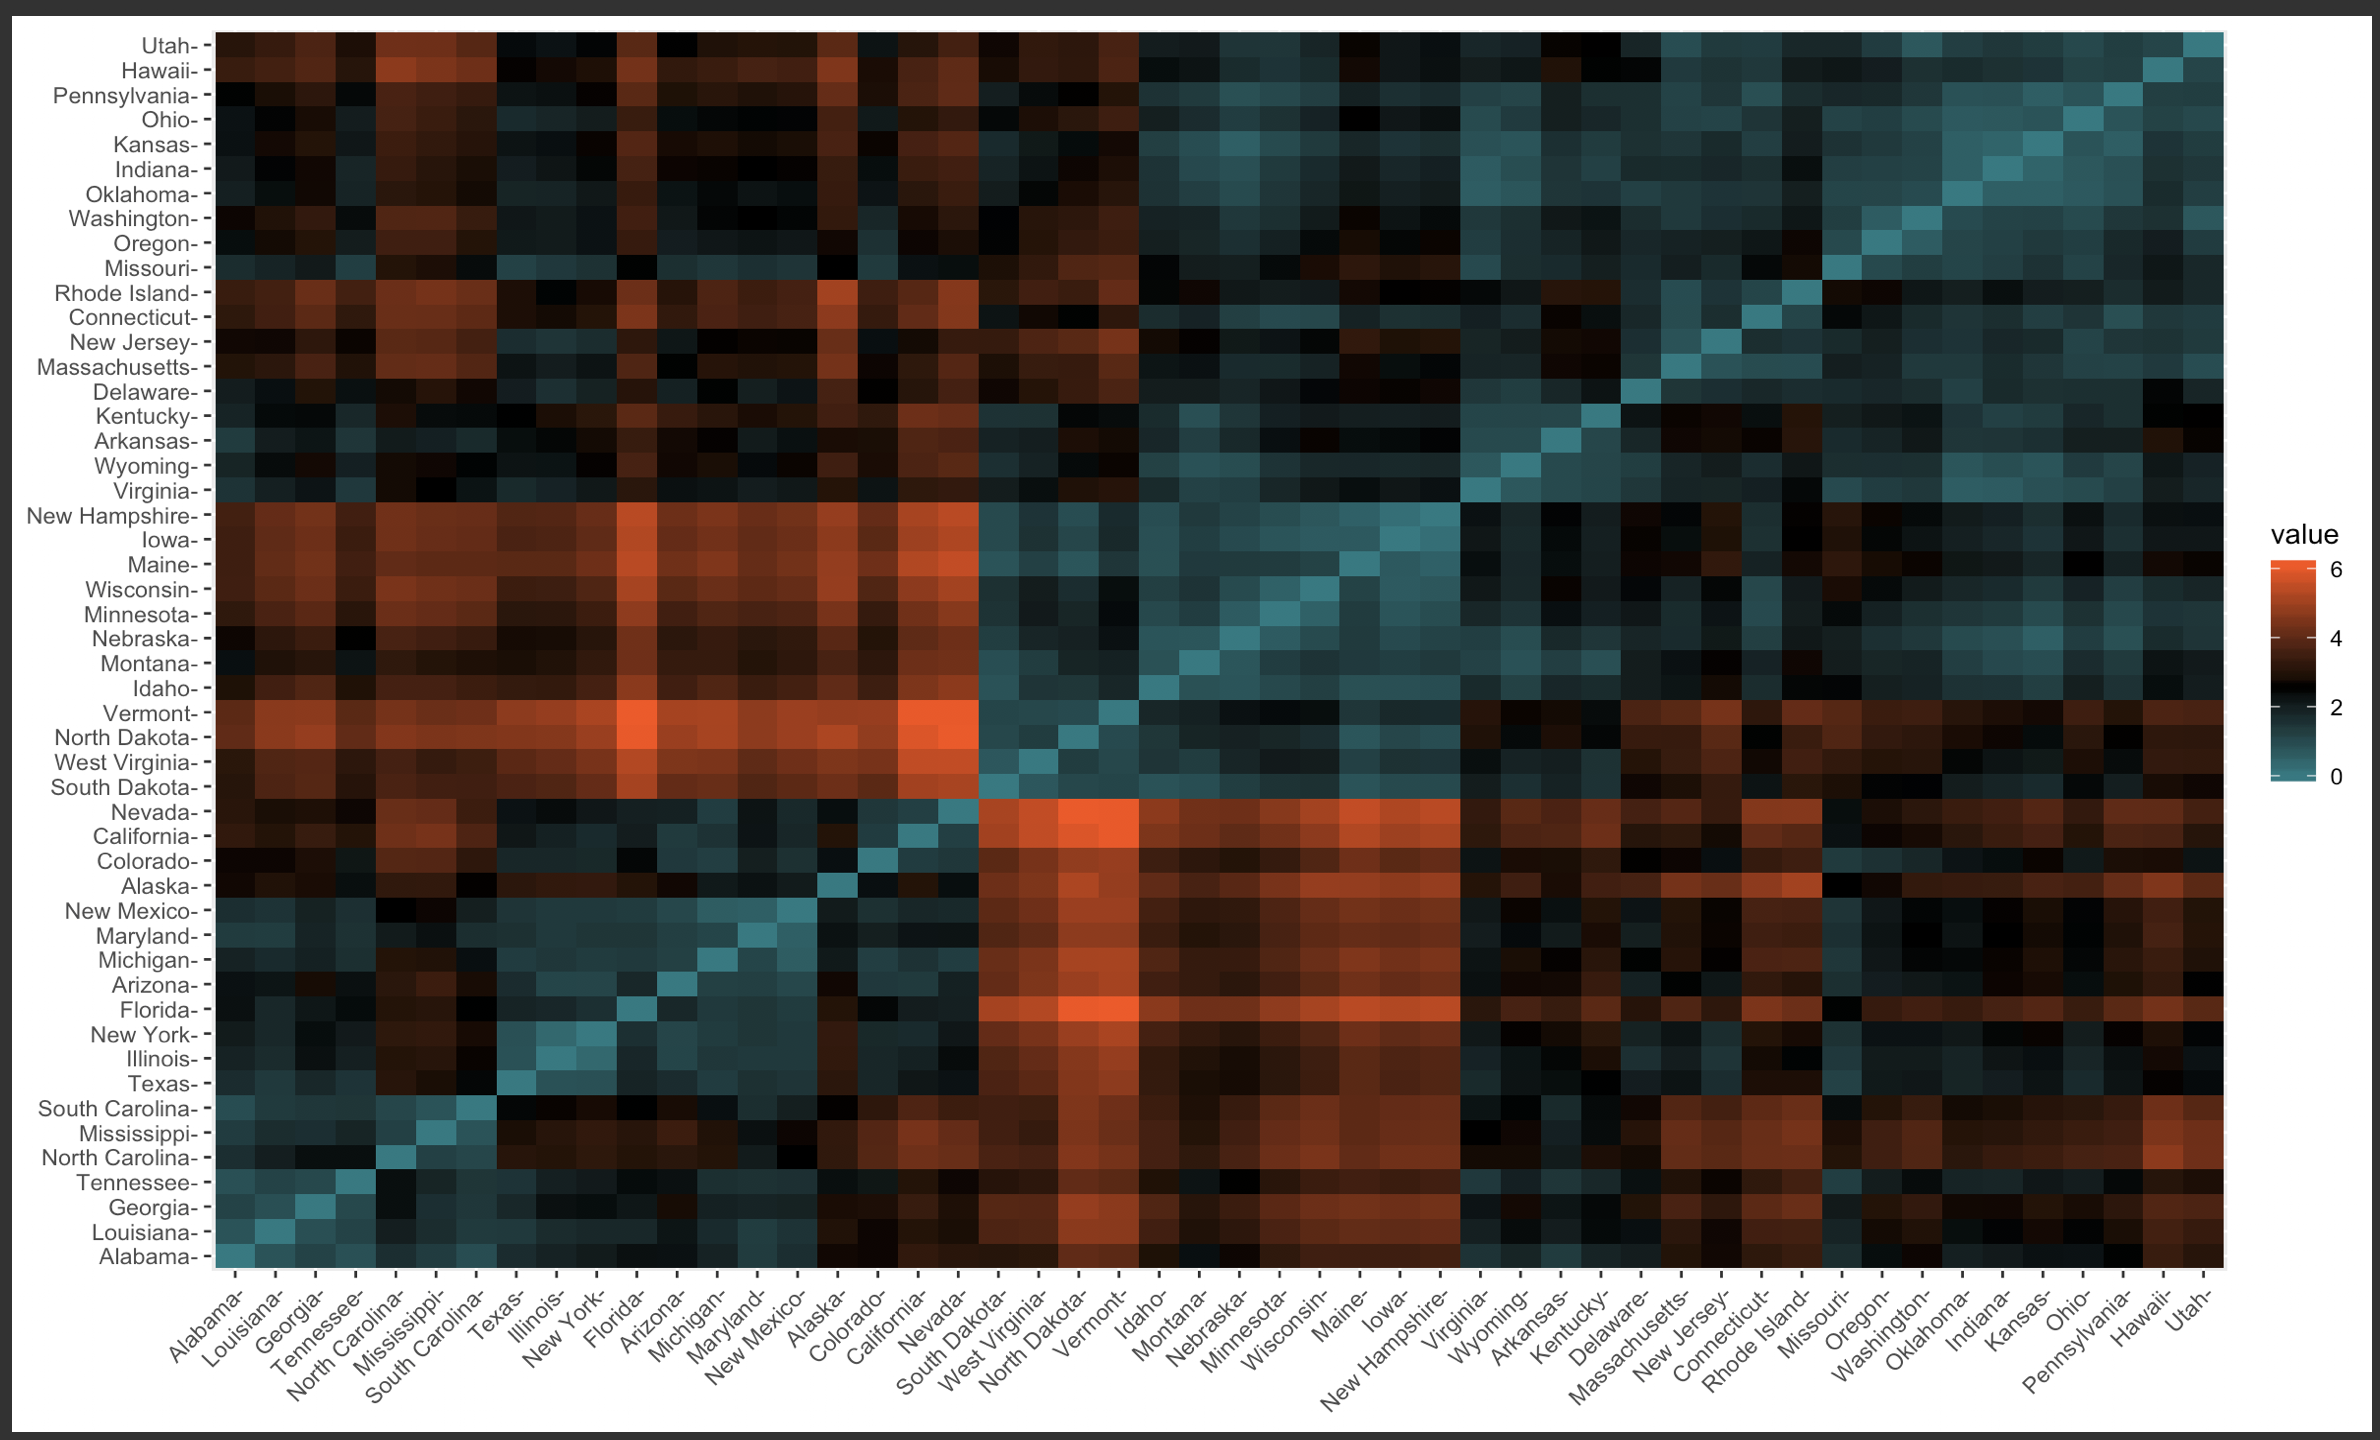 Utah-
Hawaii-
Pennsylvania-
Ohio-
Kansas-
Indiana-
Oklahoma-
Washington-
Oregon-
Missouri-
Rhode Island-
Connecticut-
New Jersey-
Massachusetts-
Delaware-
Kentucky-
Arkansas-
Wyoming-
Virginia-
New Hampshire-
Iowa-
Maine-
Wisconsin-
Minnesota-
Nebraska-
Montana-
Idaho-
Vermont-
North Dakota-
West Virginia-
South Dakota-
Nevada-
California-
Colorado-
Alaska-
New Mexico-
Maryland-
Michigan-
Arizona-
Florida-
New York-
Illinois-
Texas-
South Carolina-
Mississippi-
North Carolina-
Tennessee-
Georgia-
Louisiana-
Alabama-
Alabama-
Louisiana-
Georgia-
Tennessee-
North Carolina-
Mississippi-
South Carolina-
Texas-
Illinois-
New York-
Florida-
Arizona-
Michigan-
Maryland-
New Mexico-
Alaska-
Colorado-
California-
Nevada-
South Dakota-
West Virginia-
North Dakota-
Vermont-
Idaho-
Montana-
Nebraska-
Minnesota-
Wisconsin-
Maine-
Iowa-
New Hampshire-
Virginia-
Wyoming-
Arkansas-
Kentucky-
Delaware-
Massachusetts-
New Jersey-
Connecticut-
Rhode Island-
Missouri-
Oregon-
Washington-
Oklahoma-
Indiana-
Kansas-
Ohio-
Pennsylvania-
Hawaii-
Utah-
value
6
4
2
0